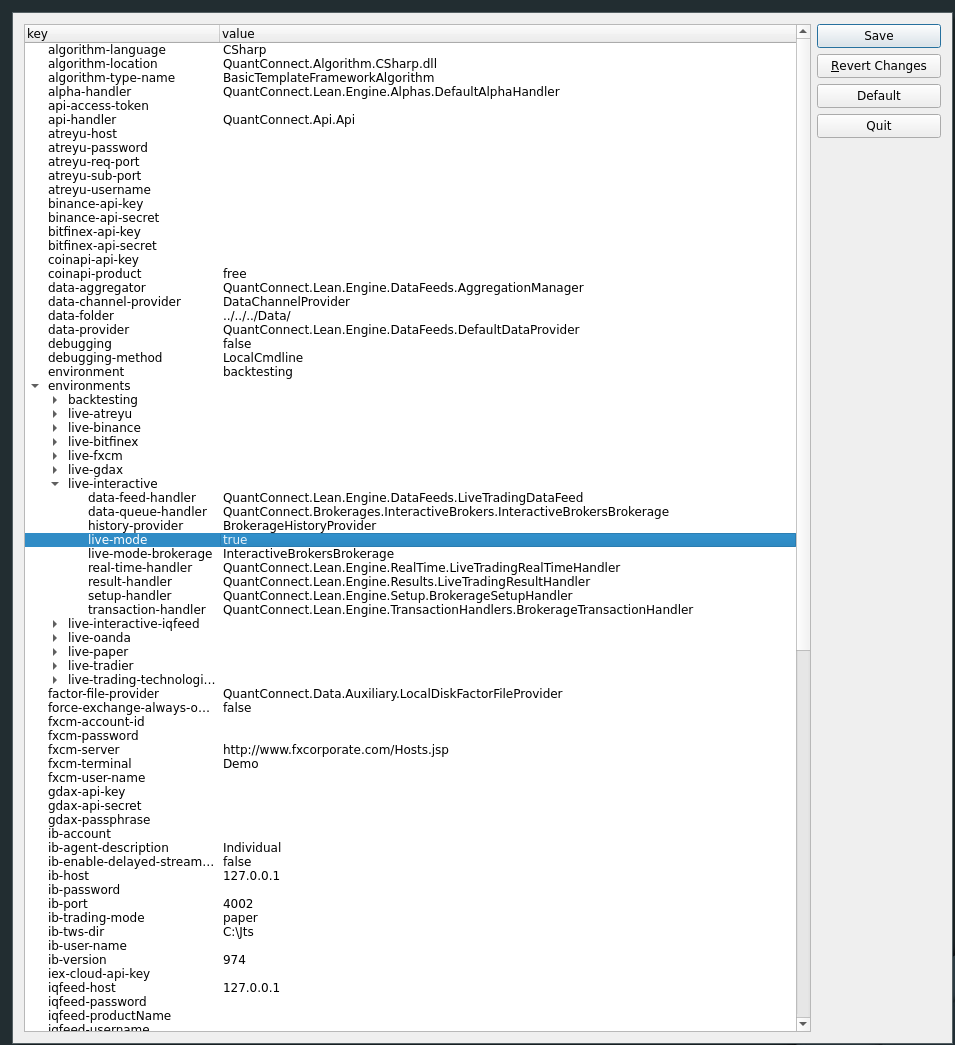 key value
algorithm-language CSharp
algorithm-location QuantConnect.Algorithm.CSharp.dll
algorithm-type-name BasicTemplateFrameworkAlgorithm
alpha-handler QuantConnect.Lean.Engine.Alphas.DefaultAlphaHandler
api-access-token
api-handler QuantConnect.Api.Api
atreyu-host
atreyu-password
atreyu-req-port
atreyu-sub-port
atreyu-username
binance-api-key
binance-api-secret
bitfinex-api-key
bitfinex-api-secret
coinapi-api-key
coinapi-product free
data-aggregator QuantConnect.Lean.Engine.DataFeeds.AggregationManager
data-channel-provider DataChannelProvider
data-folder ../../../Data/
data-provider QuantConnect.Lean.Engine.DataFeeds.DefaultDataProvider
debugging false
debugging-method LocalCmdline
environment backtesting
environments
backtesting
live-atreyu
live-binance
live-bitfinex
live-fxcm
live-gdax
live-interactive
data-feed-handler QuantConnect.Lean.Engine.DataFeeds.LiveTradingDataFeed
data-queue-handler QuantConnect.Brokerages.InteractiveBrokers.InteractiveBrokersBrokerage
history-provider BrokerageHistoryProvider
live-mode true
live-mode-brokerage InteractiveBrokersBrokerage
real-time-handler QuantConnect.Lean.Engine.RealTime.LiveTradingRealTimeHandler
result-handler QuantConnect.Lean.Engine.Results.LiveTradingResultHandler
setup-handler QuantConnect.Lean.Engine.Setup.BrokerageSetupHandler
transaction-handler QuantConnect.Lean.Engine.TransactionHandlers.BrokerageTransactionHandler
live-interactive-iqfeed
live-oanda
live-paper
live-tradier
live-trading-technologi...
factor-file-provider QuantConnect.Data.Auxiliary.LocalDiskFactorFileProvider
force-exchange-always-o... false
fxcm-account-id
fxcm-password
fxcm-server http://www.fxcorporate.com/Hosts.jsp
fxcm-terminal Demo
fxcm-user-name
gdax-api-key
gdax-api-secret
gdax-passphrase
ib-account
ib-agent-description Individual
ib-enable-delayed-stream... false
ib-host 127.0.0.1
ib-password
ib-port 4002
ib-trading-mode paper
ib-tws-dir C:\Jts
ib-user-name
ib-version 974
iex-cloud-api-key
iqfeed-host 127.0.0.1
iqfeed-password
iqfeed-productName
iqfeed-username
Save
Revert Changes
Default
Quit